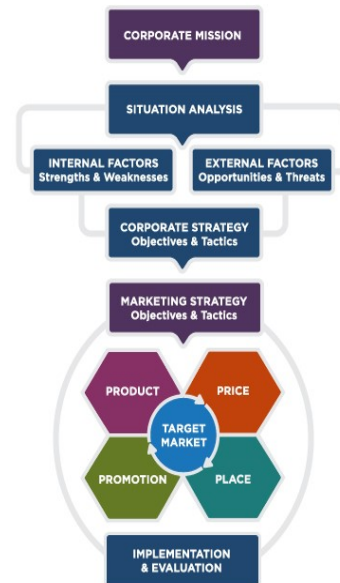 CORPORATE MISSION
SITUATION ANALYSIS
INTERNAL FACTORS
Strengths & Weaknesses
EXTERNAL FACTORS
Opportunities & Threats
CORPORATE STRATEGY
Objectives & Tactics
MARKETING STRATEGY
Objectives & Tactics
PRODUCT
PRICE
TARGET
MARKET
PROMOTION
PLACE
IMPLEMENTATION
& EVALUATION